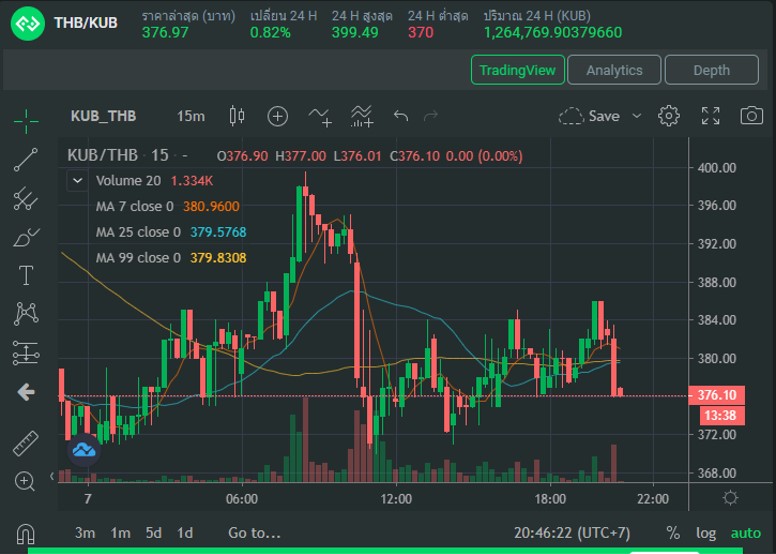 THB/KUB
ราคาล่าสุด (บาท) เปลี่ยน 24 H 24 H สูงสุด 24 H ต่ำสุด ปริมาณ 24 H (KUB)
376.97 0.82% 399.49 370 1,264,769.90379660
TradingView Analytics Depth
KUB_THB 15m Save
KUB/THB · 15 · - O376.90 H377.00 L376.01 C376.10 0.00 (0.00%)
Volume 20 1.334K
MA 7 close 0 380.9600
MA 25 close 0 379.5768
MA 99 close 0 379.8308
400.00
396.00
392.00
388.00
384.00
380.00
376.10
13:38
372.00
368.00
7 06:00 12:00 18:00 22:00
3m 1m 5d 1d Go to... 20:46:22 (UTC+7) % log auto